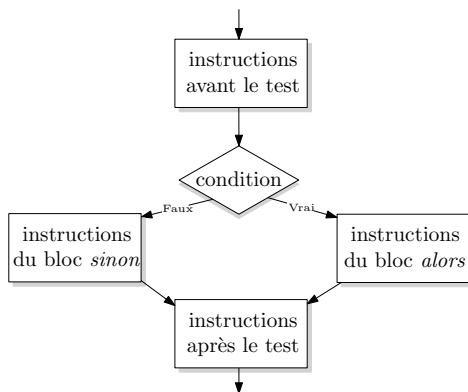 instructions
avant le test
condition
Faux
Vrai
instructions
du bloc sinon
instructions
du bloc alors
instructions
après le test